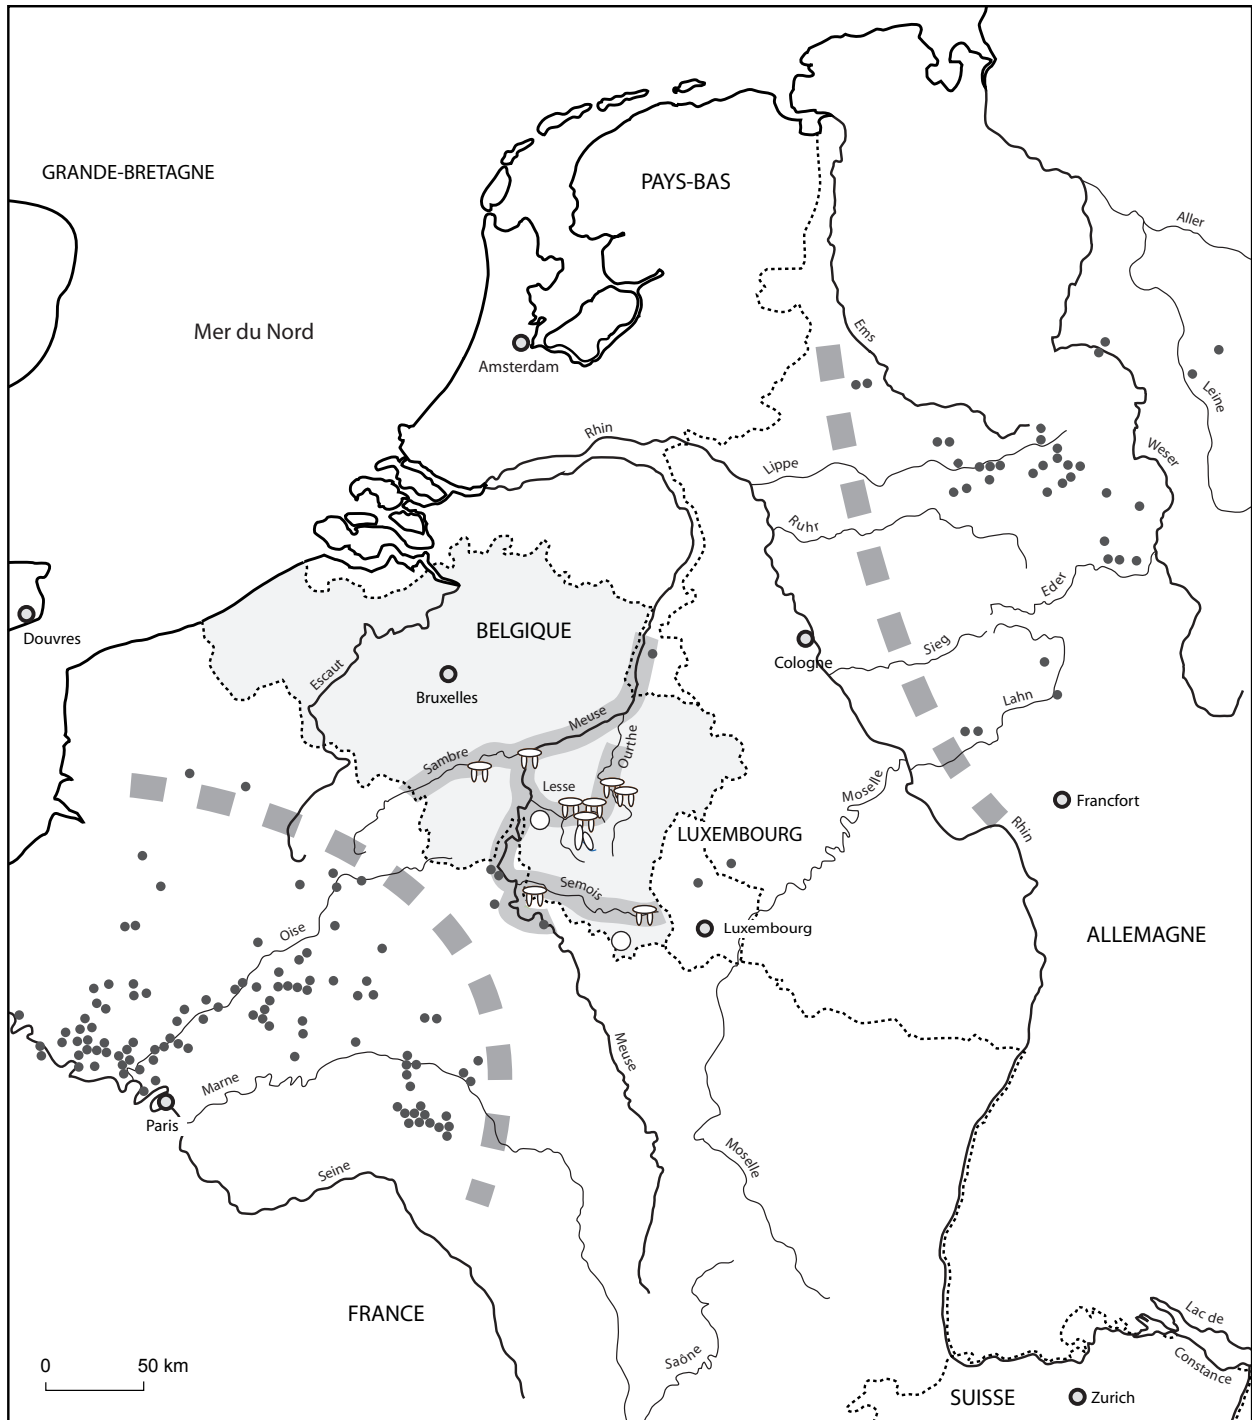 GRANDE-BRETAGNE
PAYS-BAS
Aller
Mer du Nord
Ems
Amsterdam
Leine
Rhin
Weser
Lippe
Ruhr
Eder
Douvres
BELGIQUE
Sieg
Cologne
Escaut
Bruxelles
Lahn
Meuse
Ourthe
Sambre
Lesse
Moselle
Francfort
Rhin
LUXEMBOURG
Semois
Luxembourg
Oise
ALLEMAGNE
Meuse
Marne
Paris
Moselle
Seine
FRANCE
Lac de
Constance
Saône
0 50 km
SUISSE
Zurich